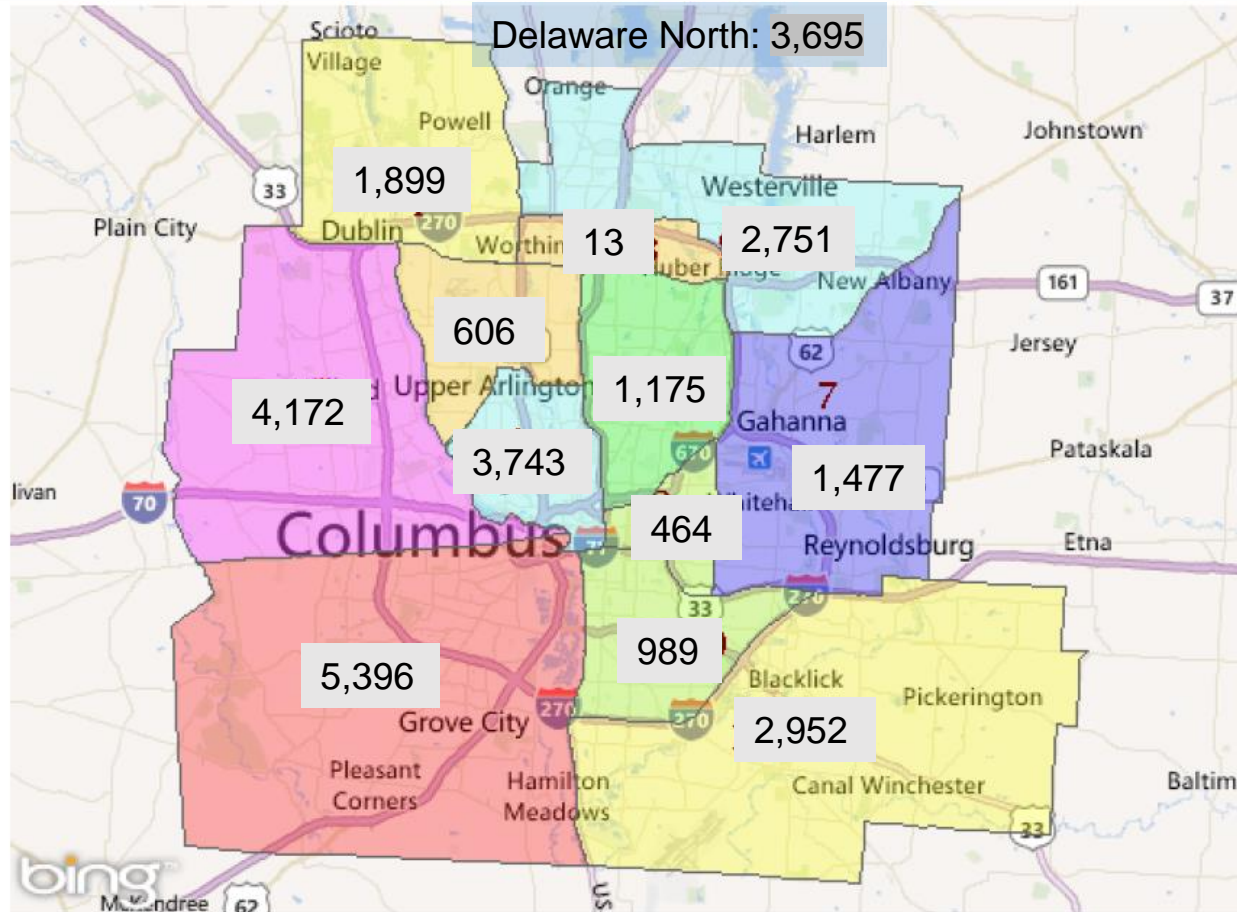 Delaware North: 3,695
Scioto
Village
Orange
Powell
Harlem
Johnstown
33
1,899
Westerville
Plain City
Dublin
270
13
2,751
New Albany
161
37
606
62
Jersey
Upper Arlington
4,172
1,175
7
Gahanna
3,743
670
1,477
Pataskala
70
464
Columbus
Reynoldsburg
Etna
33
989
5,396
Blacklick
Pickerington
Grove City
270
270
2,952
Pleasant
Corners
Hamilton
Meadows
Canal Winchester
33
bing
62
US